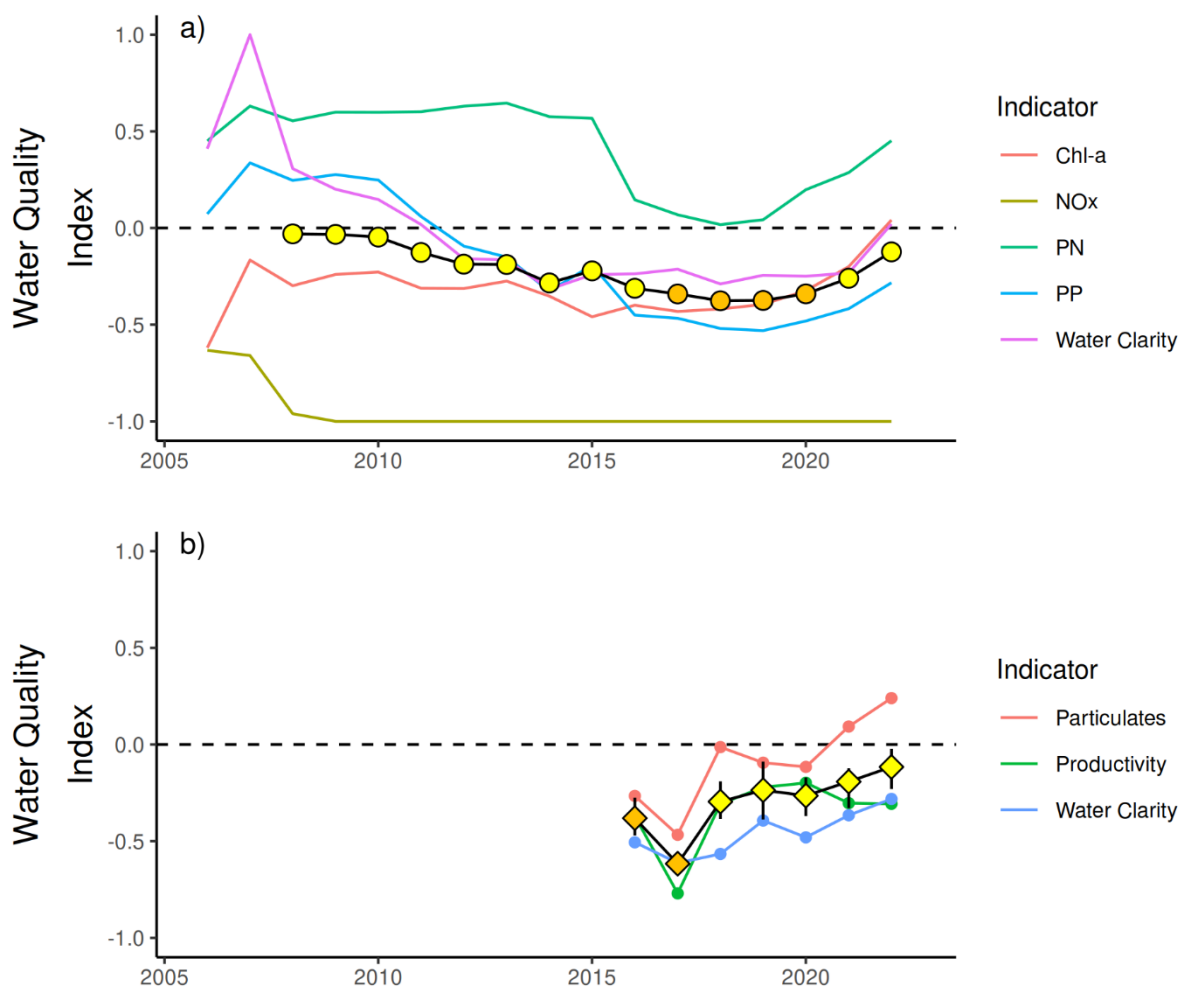 a)
Water Quality
Index
1.0
0.5
0.0
-0.5
-1.0
2005 2010 2015 2020
Indicator
Chl-a
NOx
PN
PP
Water Clarity
b)
Water Quality
Index
1.0
0.5
0.0
-0.5
-1.0
2005 2010 2015 2020
Indicator
Particulates
Productivity
Water Clarity